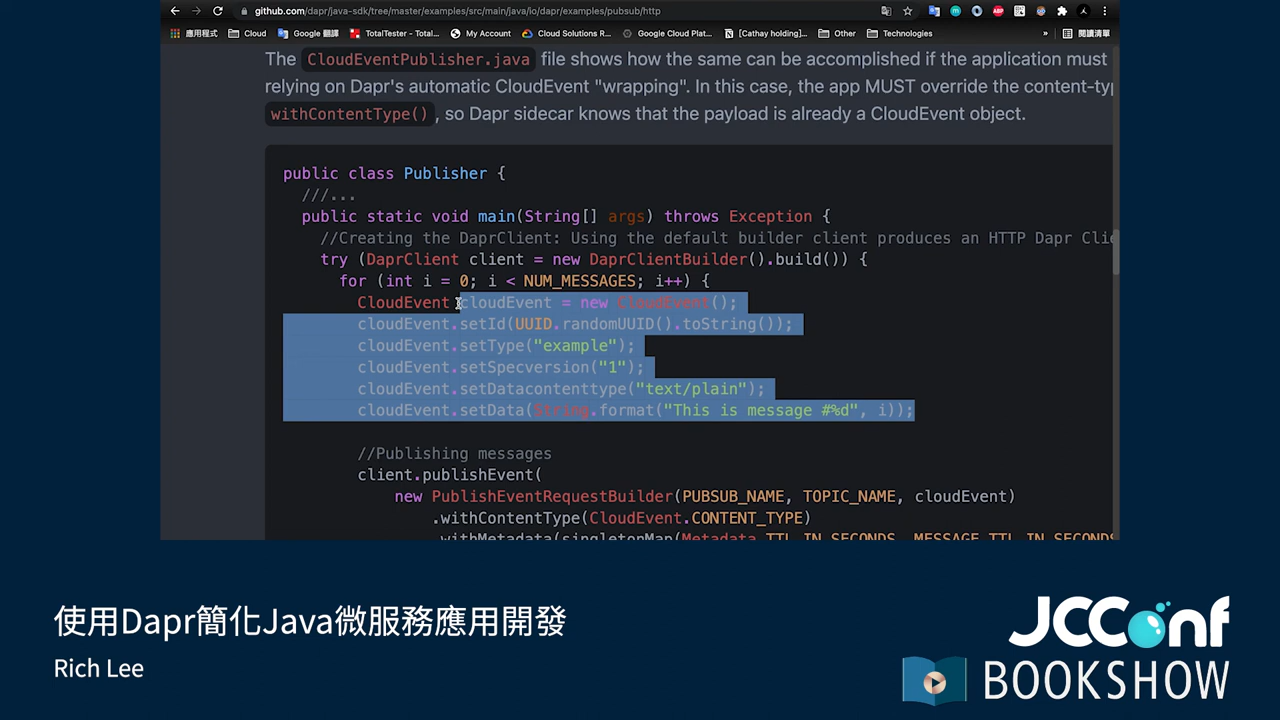 github.com/dapr/java-sdk/tree/master/examples/src/main/java/io/dapr/examples/pubsub/http
應用程式 Cloud Google 翻譯 TotalTester - Total... My Account Cloud Solutions R... Google Cloud Plat... [Cathay holding]... Other Technologies » 閱讀清單
The CloudEventPublisher.java file shows how the same can be accomplished if the application must
relying on Dapr's automatic CloudEvent "wrapping". In this case, the app MUST override the content-typ
withContentType() , so Dapr sidecar knows that the payload is already a CloudEvent object.
public class Publisher {
///...
public static void main(String[] args) throws Exception {
//Creating the DaprClient: Using the default builder client produces an HTTP Dapr Clie
try (DaprClient client = new DaprClientBuilder().build()) {
for (int i = 0; i < NUM_MESSAGES; i++) {
CloudEvent cloudEvent = new CloudEvent();
cloudEvent.setId(UUID.randomUUID().toString());
cloudEvent.setType("example");
cloudEvent.setSpecversion("1");
cloudEvent.setDatacontenttype("text/plain");
cloudEvent.setData(String.format("This is message #%d", i));
//Publishing messages
client.publishEvent(
new PublishEventRequestBuilder(PUBSUB_NAME, TOPIC_NAME, cloudEvent)
.withContentType(CloudEvent.CONTENT_TYPE)
.withMetadata(singletonMap(Metadata.TTL_IN_SECONDS, MESSAGE_TTL_IN_SECONDS
使用Dapr簡化Java微服務應用開發
Rich Lee
JCConf
BOOKSHOW